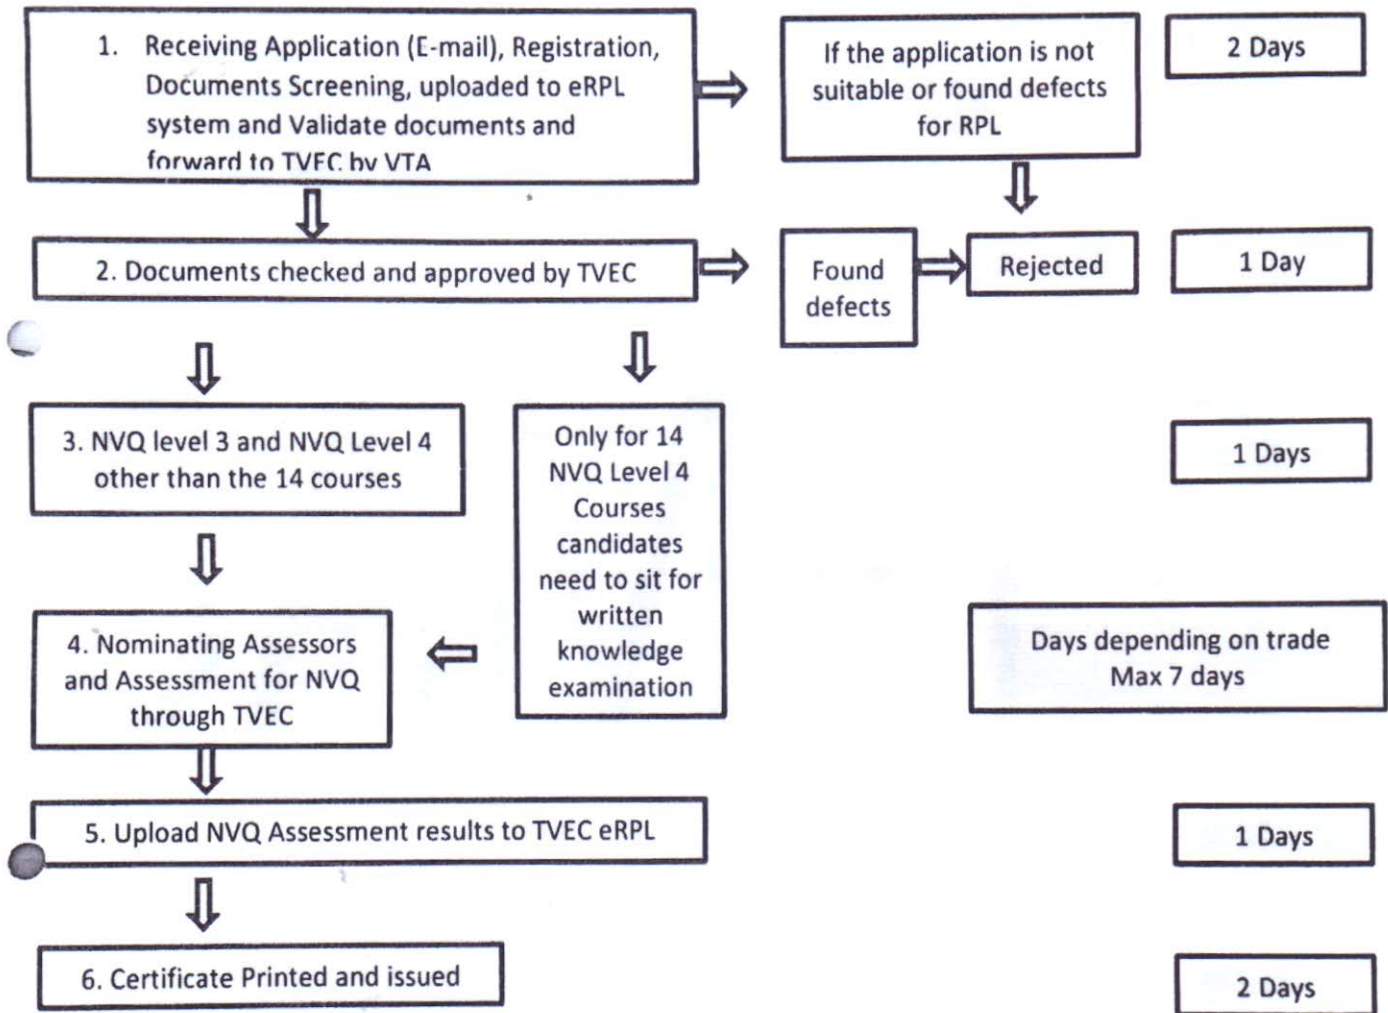 1. Receiving Application (E-mail), Registration,
Documents Screening, uploaded to eRPL
system and Validate documents and
forward to TVEC by VTA
If the application is not
suitable or found defects
for RPL
2 Days
2. Documents checked and approved by TVEC
Found
defects
Rejected
1 Day
3. NVQ level 3 and NVQ Level 4
other than the 14 courses
Only for 14
NVQ Level 4
Courses
candidates
need to sit for
written
knowledge
examination
1 Days
4. Nominating Assessors
and Assessment for NVQ
through TVEC
Days depending on trade
Max 7 days
5. Upload NVQ Assessment results to TVEC eRPL
1 Days
6. Certificate Printed and issued
2 Days